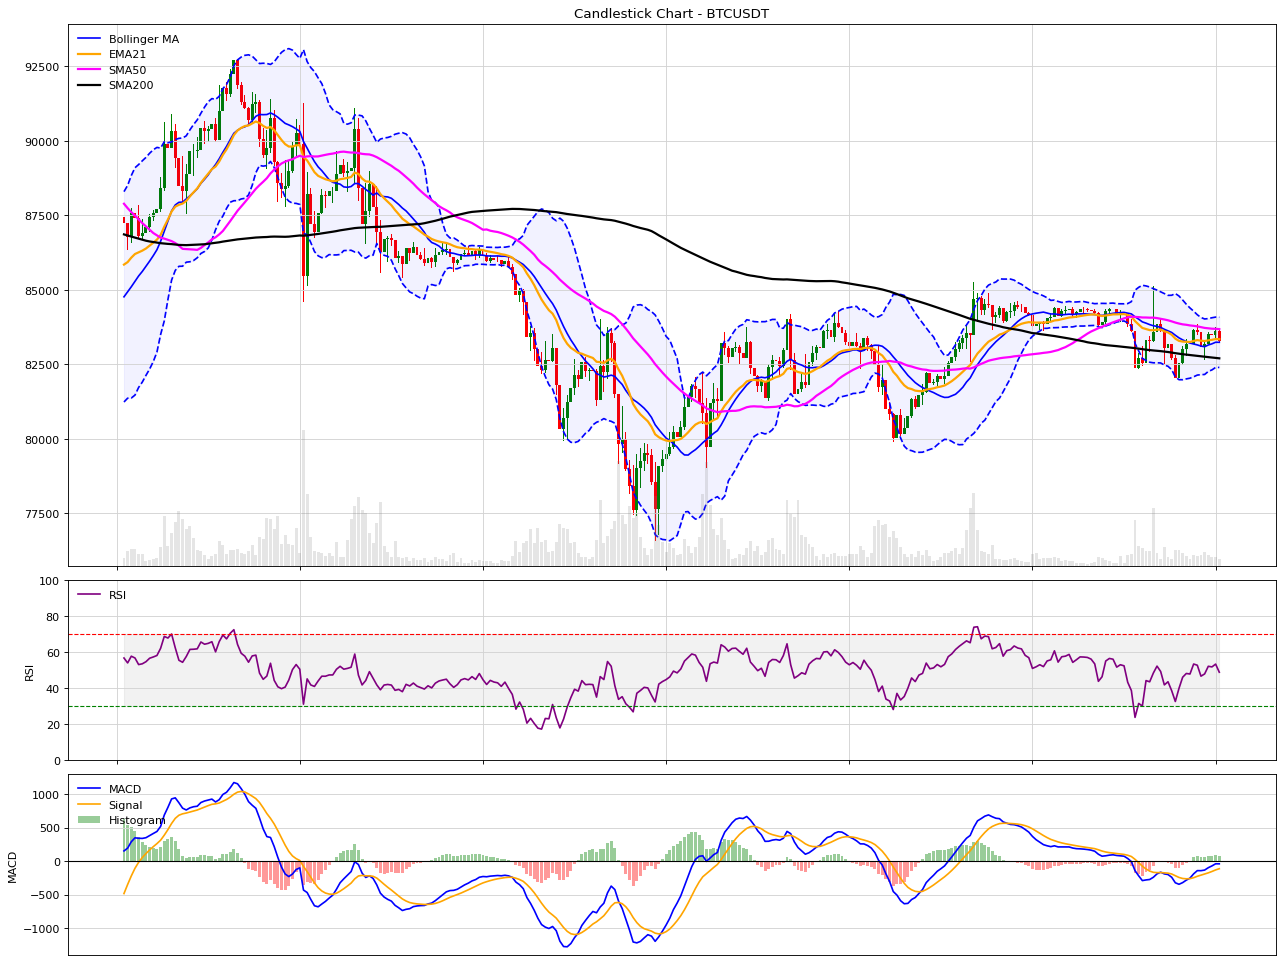 Candlestick Chart - BTCUSDT
Bollinger MA
EMA21
SMA50
SMA200
92500
90000
87500
85000
82500
80000
77500
RSI
RSI
100
80
60
40
20
0
MACD
Signal
Histogram
MACD
1000
500
0
−500
−1000